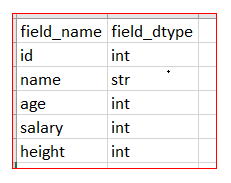 field_name field_dtype
id int
name str
age int
salary int
height int